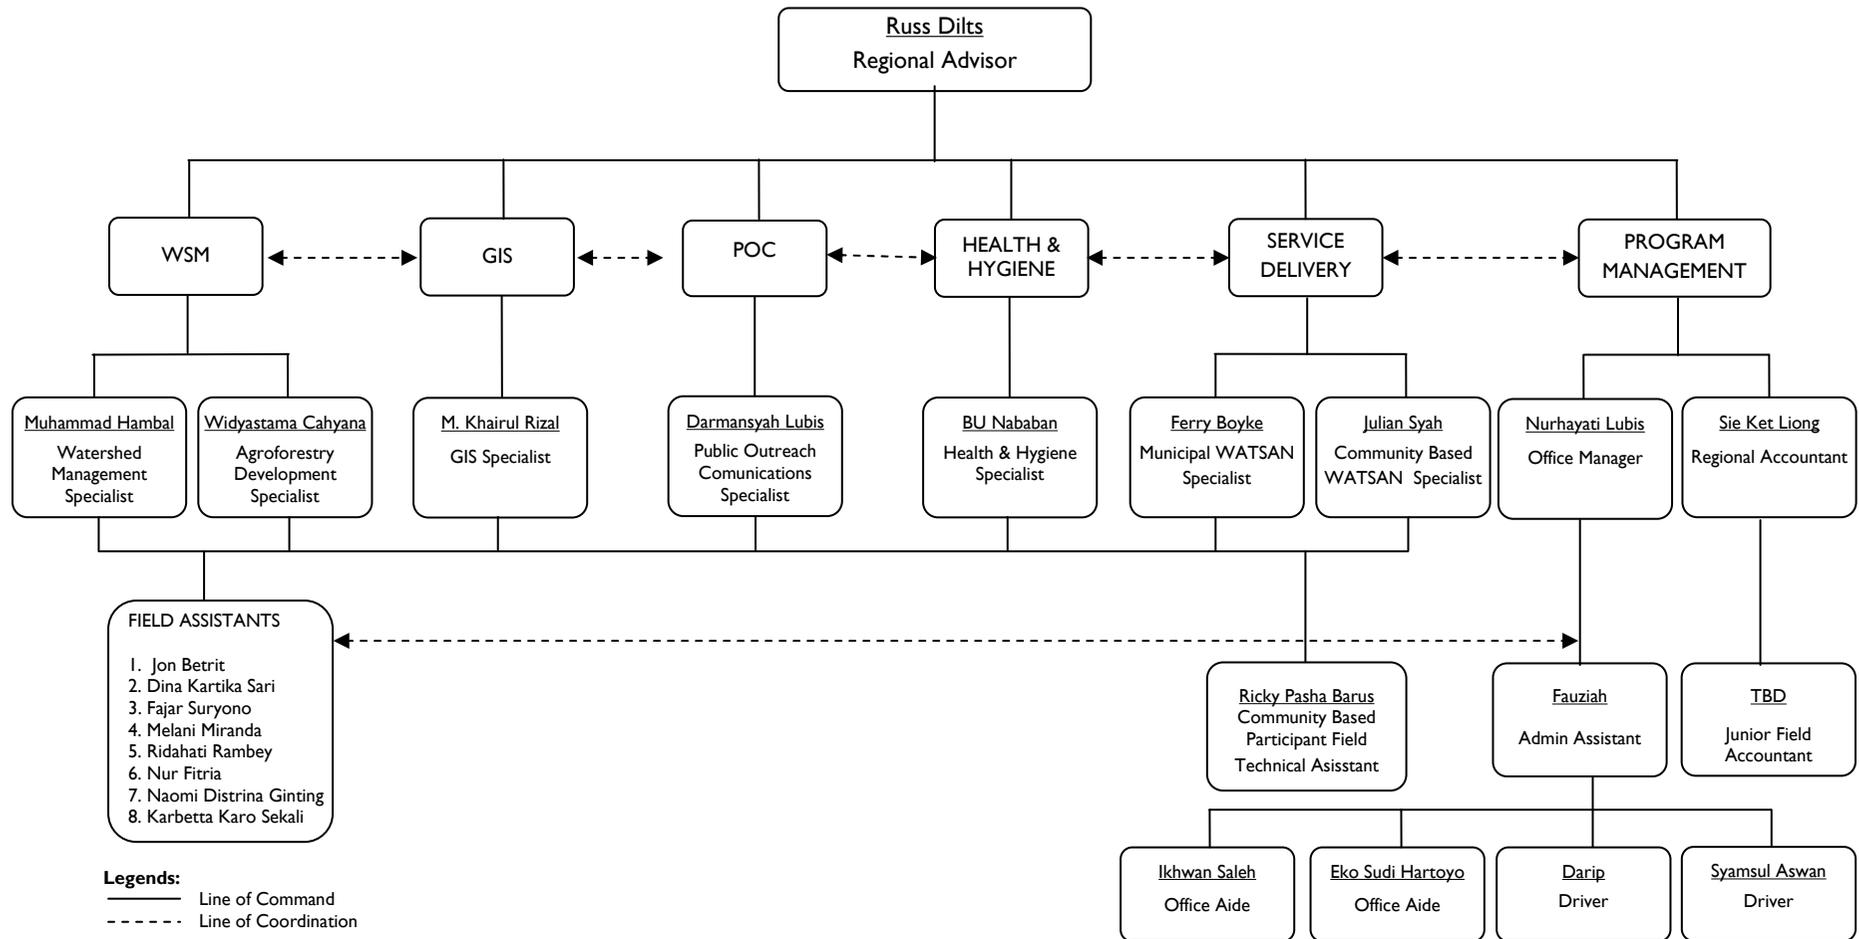 Russ Dilts
Regional Advisor
WSM
GIS
POC
HEALTH &
HYGIENE
SERVICE
DELIVERY
PROGRAM
MANAGEMENT
Muhammad Hambal
Watershed
Management
Specialist
Widyastama Cahyana
Agroforestry
Development
Specialist
M. Khairul Rizal
GIS Specialist
Darmansyah Lubis
Public Outreach
Comunications
Specialist
BU Nababan
Health & Hygiene
Specialist
Ferry Boyke
Municipal WATSAN
Specialist
Julian Syah
Community Based
WATSAN Specialist
Nurhayati Lubis
Office Manager
Sie Ket Liong
Regional Accountant
FIELD ASSISTANTS
1. Jon Betrit
2. Dina Kartika Sari
3. Fajar Suryono
4. Melani Miranda
5. Ridahati Rambey
6. Nur Fitria
7. Naomi Distrina Ginting
8. Karbetta Karo Sekali
Ricky Pasha Barus
Community Based
Participant Field
Technical Asisstant
Fauziah
Admin Assistant
TBD
Junior Field
Accountant
Ikhwan Saleh
Office Aide
Eko Sudi Hartoyo
Office Aide
Darip
Driver
Syamsul Aswan
Driver
Legends:
Line of Command
Line of Coordination